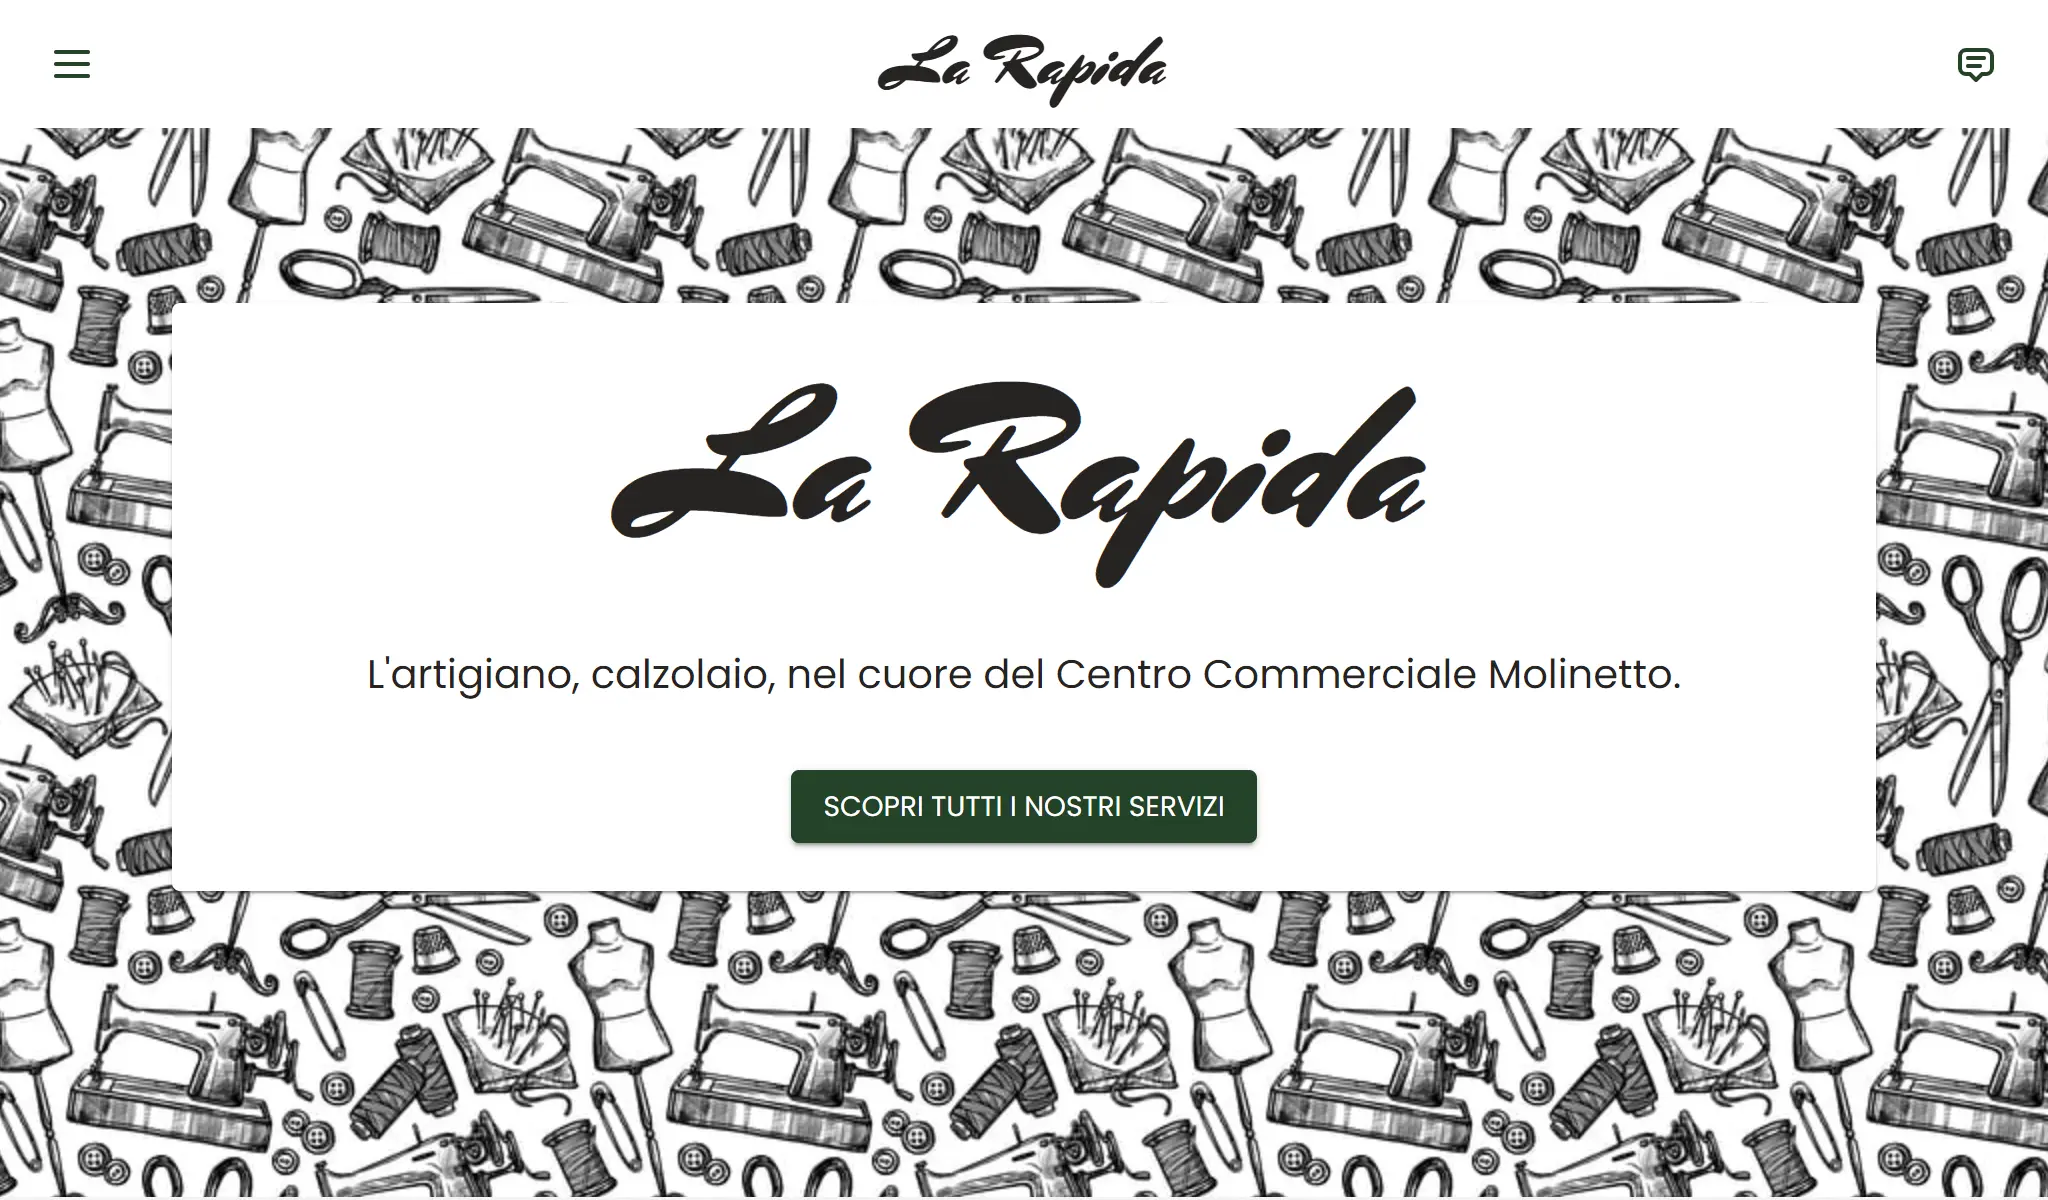 La Rapida
La Rapida
L'artigiano, calzolaio, nel cuore del Centro Commerciale Molinetto.
SCOPRI TUTTI I NOSTRI SERVIZI